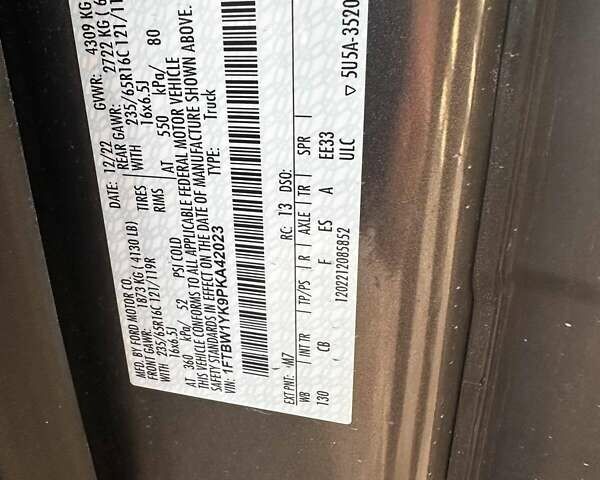 MFD. BY FORD MOTOR CO.
DATE: 12/22 GVWR: 4309 KG
FRONT GAWR: 1873 KG (4130 LB) REAR GAWR: 2722 KG (6
235/65R16C 121/119R TIRES 235/65R16C 121/11
WITH 16x6.5J RIMS WITH 16x6.5J
AT 360 kPa/ 52 PSI COLD AT 550 kPa/ 80
THIS VEHICLE CONFORMS TO ALL APPLICABLE FEDERAL MOTOR VEHICLE
SAFETY STANDARDS IN EFFECT ON THE DATE OF MANUFACTURE SHOWN ABOVE.
VIN: 1FTBW1YK9PKA42023 TYPE: Truck
EXT PNT: M7 RC: 13 DSO:
WB INT TR TP/PS R AXLE TR SPR
130 CB F ES A EE33
1202212085852 ULC
5U5A-3520